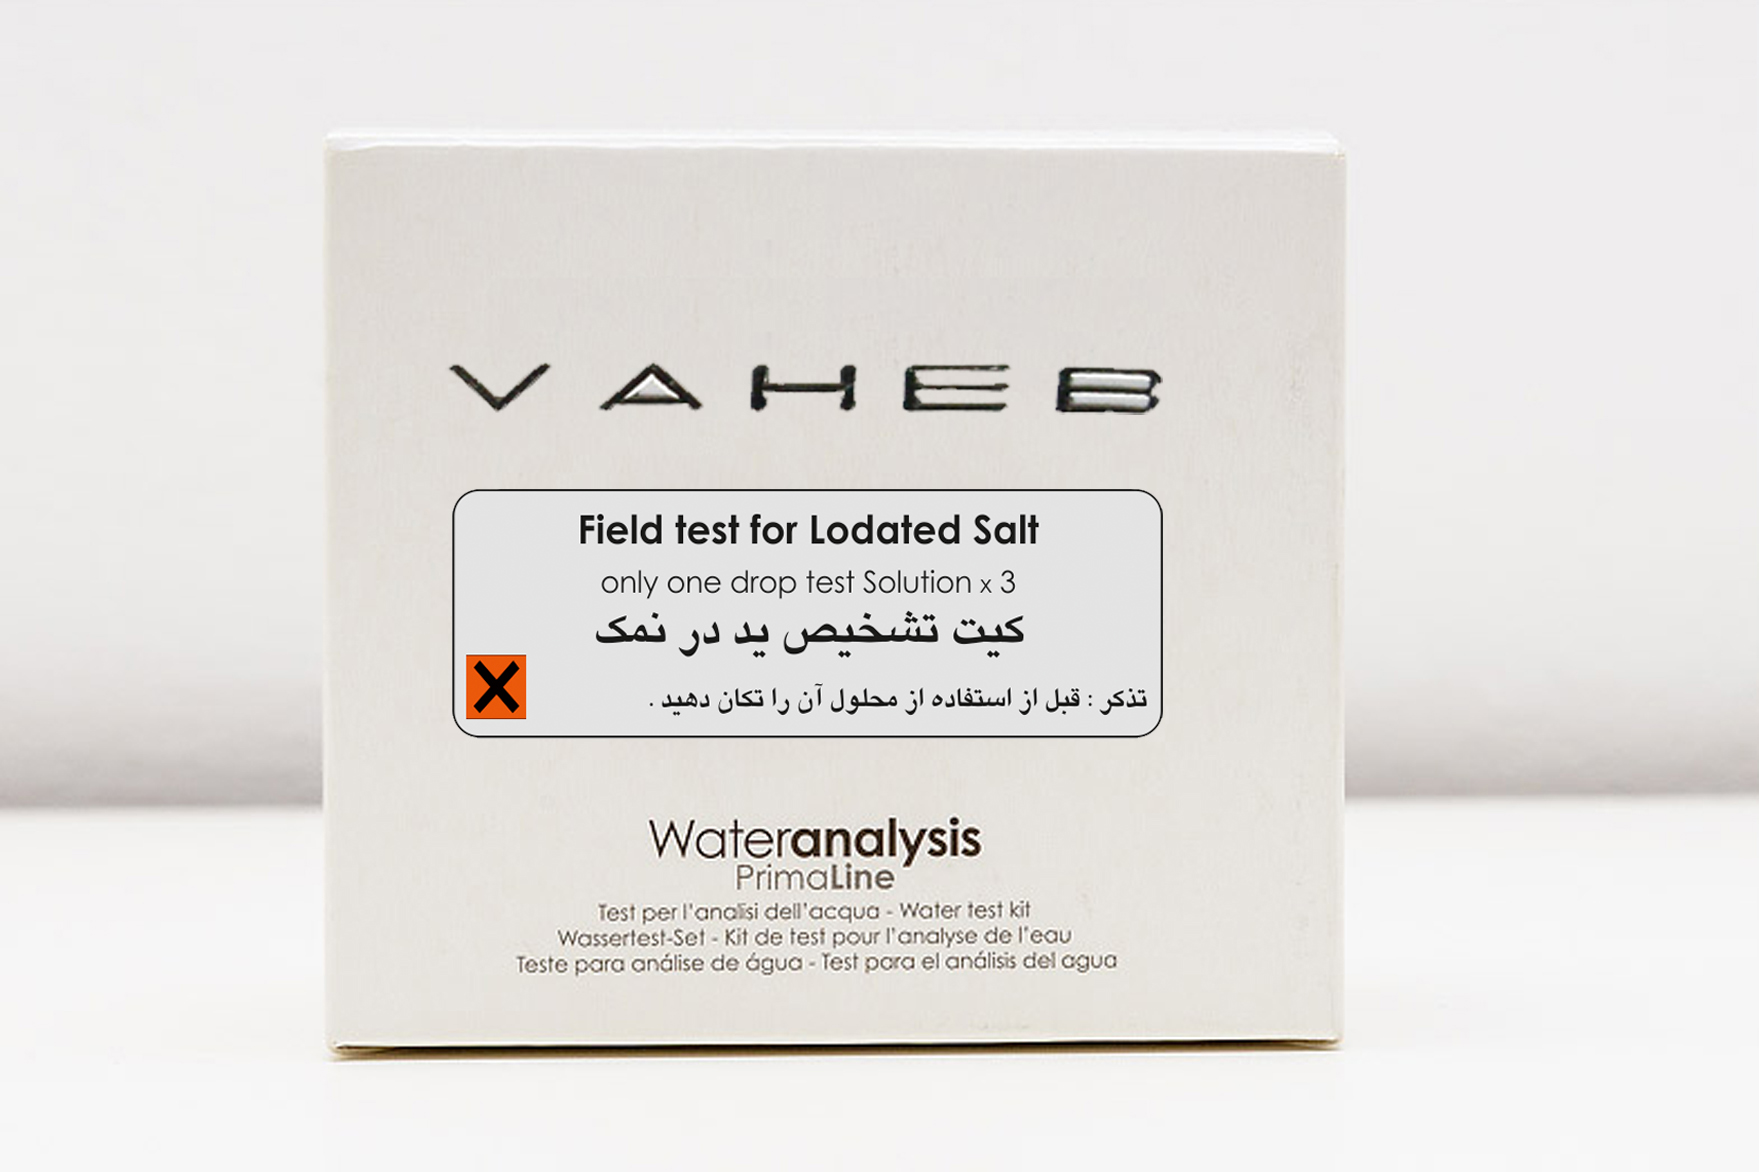 VAHEB
Field test for Lodated Salt
only one drop test Solution x 3
کیت تشخیص ید در نمک
تذکر : قبل از استفاده از محلول آن را تکان دهید .
Wateranalysis
PrimaLine
Test per l'analisi dell'acqua - Water test kit
Wassertest-Set - Kit de test pour l'analyse de l'eau
Teste para análise de água - Test para el análisis del agua